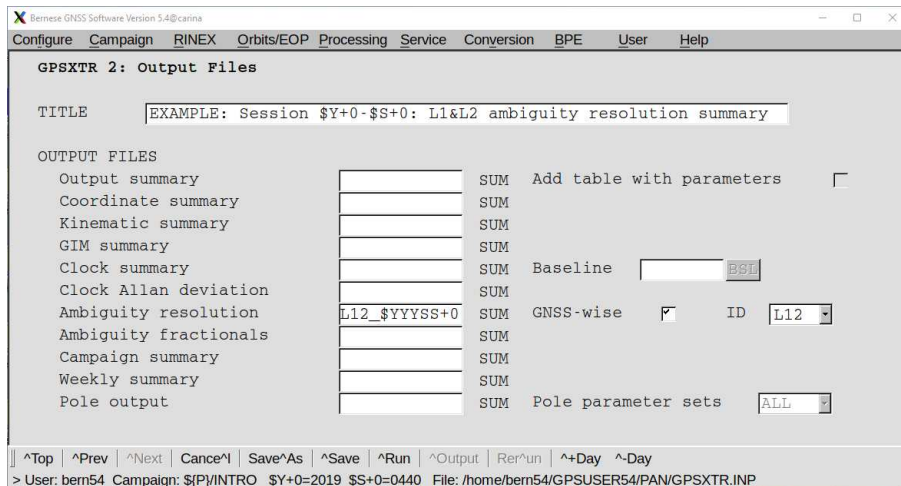 Bernese GNSS Software Version 5.4@carina
Configure Campaign RINEX Orbits/EOP Processing Service Conversion BPE User Help
GPSXTR 2: Output Files
TITLE EXAMPLE: Session $Y+0-$S+0: L1&L2 ambiguity resolution summary
OUTPUT FILES
Output summary SUM Add table with parameters
Coordinate summary SUM
Kinematic summary SUM
GIM summary SUM
Clock summary SUM Baseline BSL
Clock Allan deviation SUM
Ambiguity resolution L12_$YYYSS+0 SUM GNSS-wise ID L12
Ambiguity fractionals SUM
Campaign summary SUM
Weekly summary SUM
Pole output SUM Pole parameter sets ALL
^Top | ^Prev | ^Next | Cance^l | Save^As | ^Save | ^Run | ^Output | Rer^un | ^+Day ^-Day
> User: bern54 Campaign: ${P}/INTRO $Y+0=2019 $S+0=0440 File: /home/bern54/GPSUSER54/PAN/GPSXTR.INP